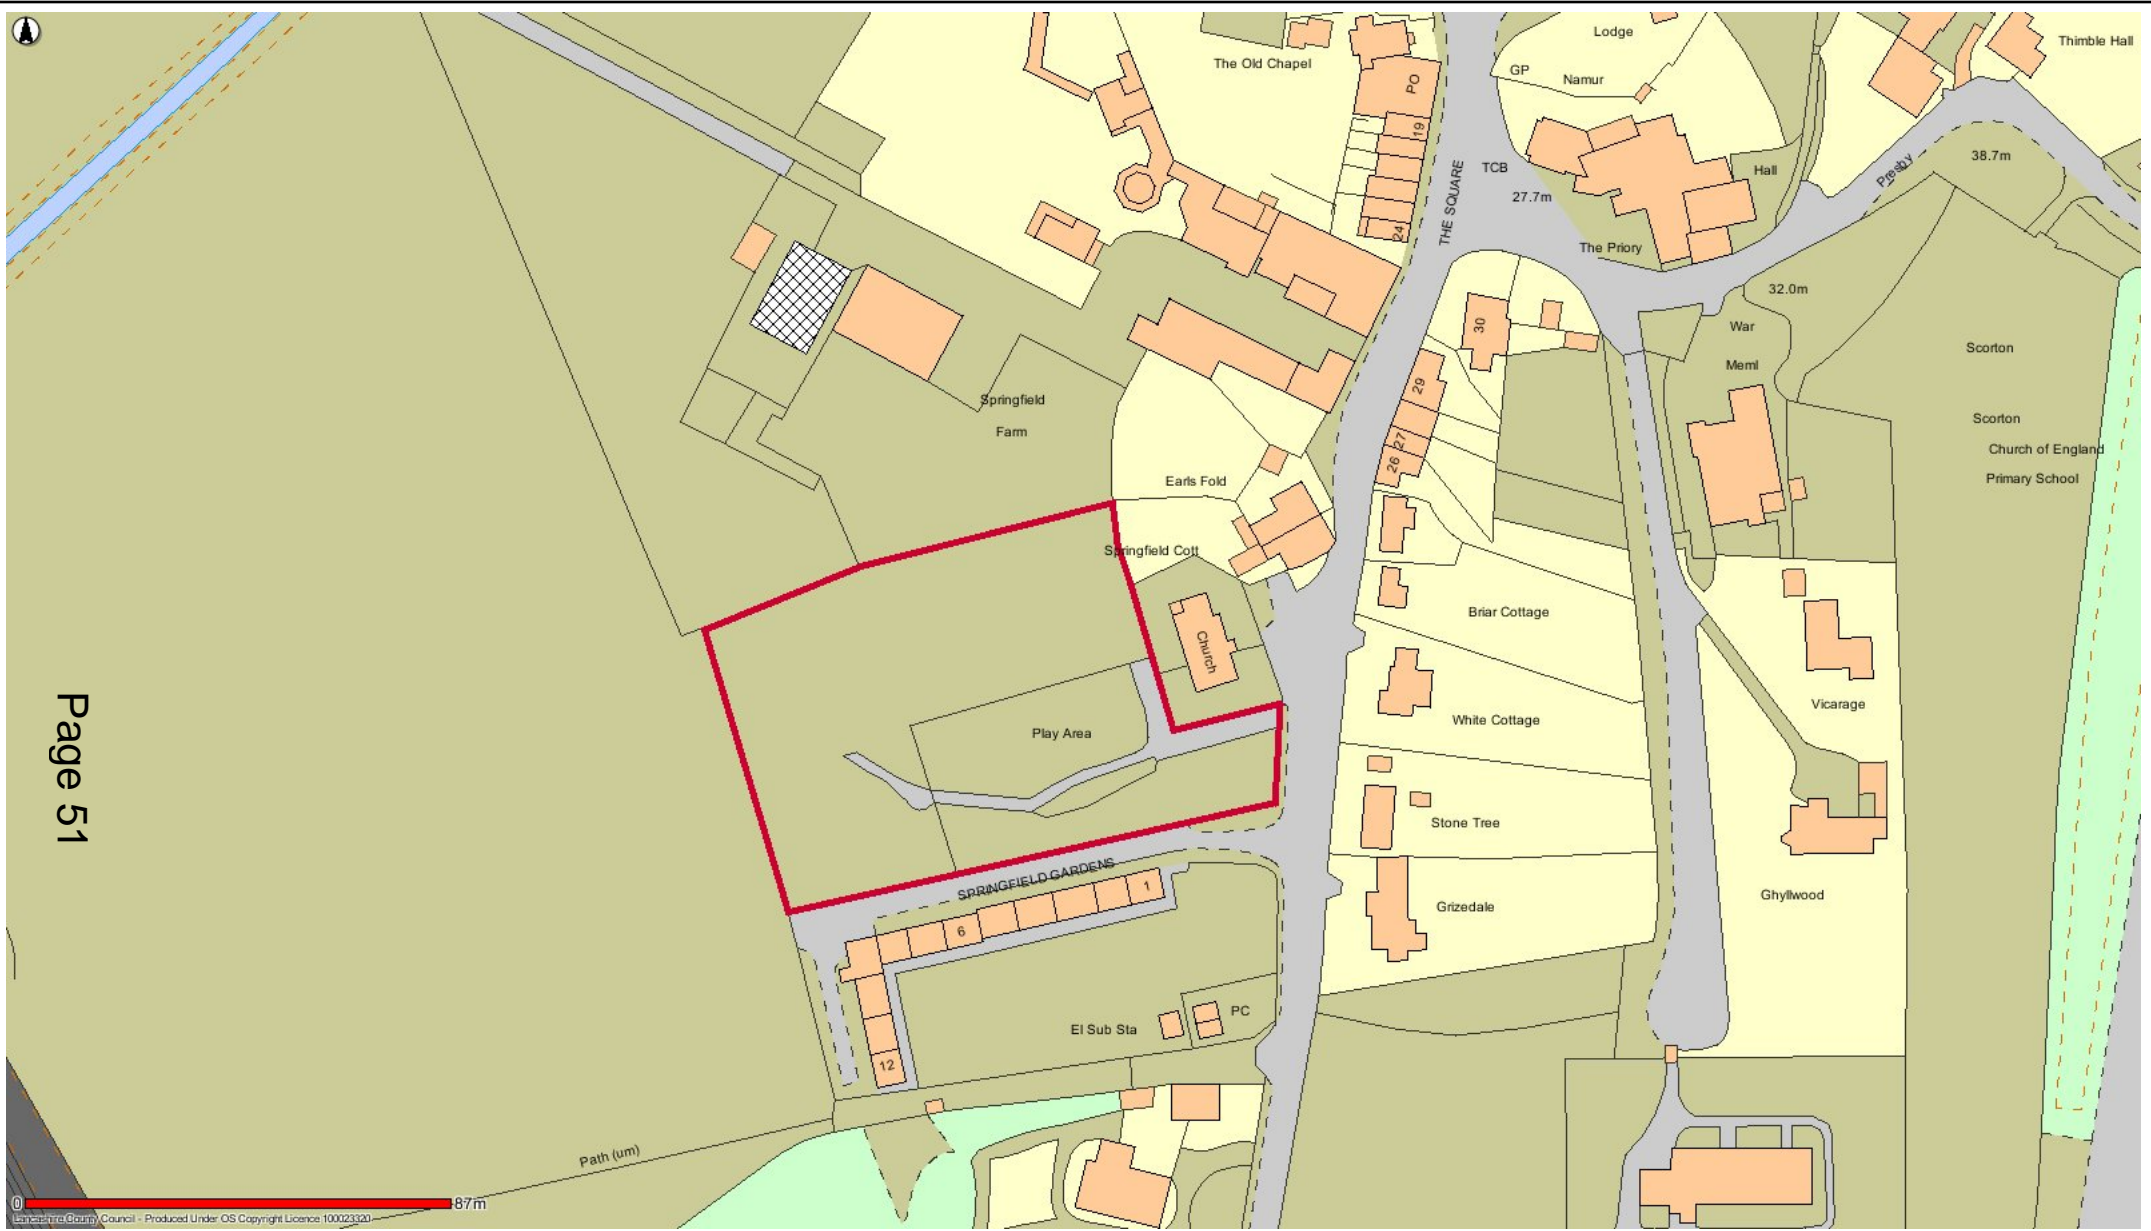 Lodge
Thimble Hall
The Old Chapel
GP
Namur
PO
19
TCB
Hall
Presby
38.7m
THE SQUARE
27.7m
24
The Priory
32.0m
30
War
Meml
Scorton
29
Springfield
Farm
27
26
Scorton
Church of England
Primary School
Earls Fold
Springfield Cott
Church
Briar Cottage
Vicarage
White Cottage
Play Area
Page 51
Stone Tree
SPRINGFIELD GARDENS
1
6
Grizedale
Ghyllwood
PC
El Sub Sta
12
Path (um)
0
87m
Lancashire County Council - Produced Under OS Copyright Licence 100023320